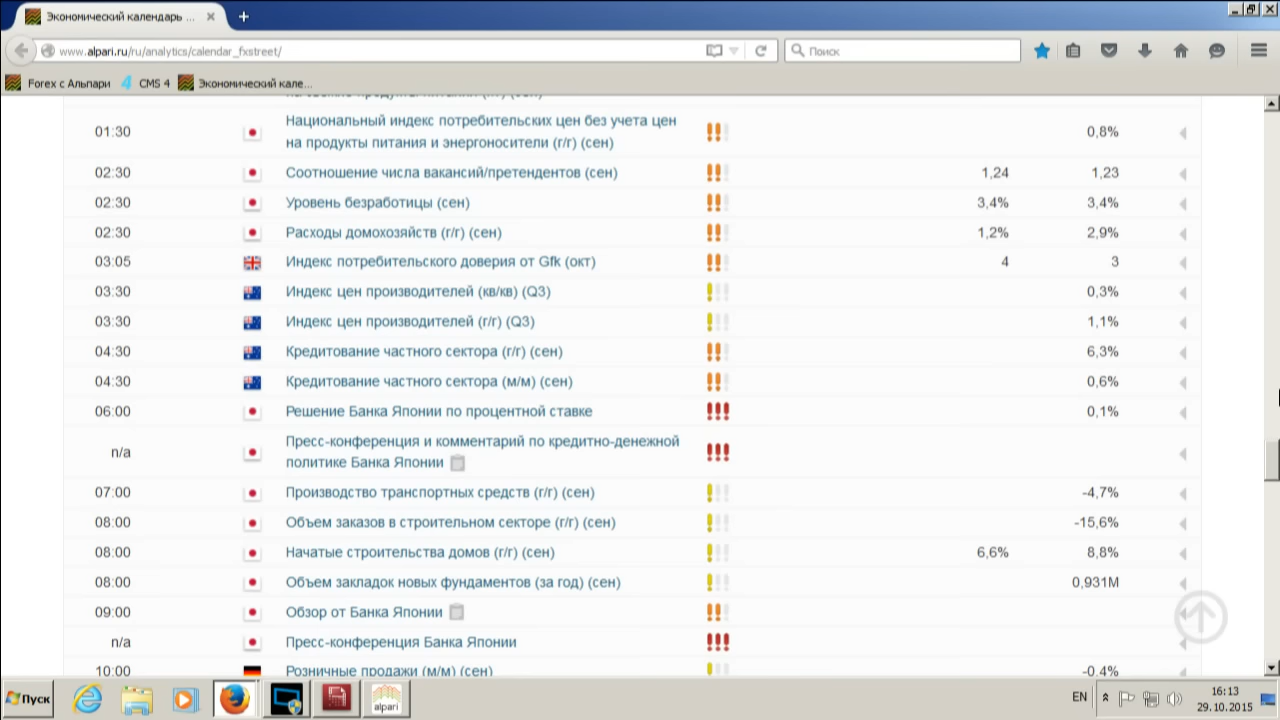 Экономический календарь ...
www.alpari.ru/ru/analytics/calendar_fxstreet/
Поиск
Forex с Альпари
CMS 4
Экономический кале...
01:30 Национальный индекс потребительских цен без учета цен
на продукты питания и энергоносители (г/г) (сен) 0,8%
02:30 Соотношение числа вакансий/претендентов (сен) 1,24 1,23
02:30 Уровень безработицы (сен) 3,4% 3,4%
02:30 Расходы домохозяйств (г/г) (сен) 1,2% 2,9%
03:05 Индекс потребительского доверия от Gfk (окт) 4 3
03:30 Индекс цен производителей (кв/кв) (Q3) 0,3%
03:30 Индекс цен производителей (г/г) (Q3) 1,1%
04:30 Кредитование частного сектора (г/г) (сен) 6,3%
04:30 Кредитование частного сектора (м/м) (сен) 0,6%
06:00 Решение Банка Японии по процентной ставке 0,1%
n/a Пресс-конференция и комментарий по кредитно-денежной
политике Банка Японии
07:00 Производство транспортных средств (г/г) (сен) -4,7%
08:00 Объем заказов в строительном секторе (г/г) (сен) -15,6%
08:00 Начатые строительства домов (г/г) (сен) 6,6% 8,8%
08:00 Объем закладок новых фундаментов (за год) (сен) 0,931M
09:00 Обзор от Банка Японии
n/a Пресс-конференция Банка Японии
10:00 Розничные продажи (м/м) (сен) -0,4%
Пуск
alpari
EN
16:13
29.10.2015